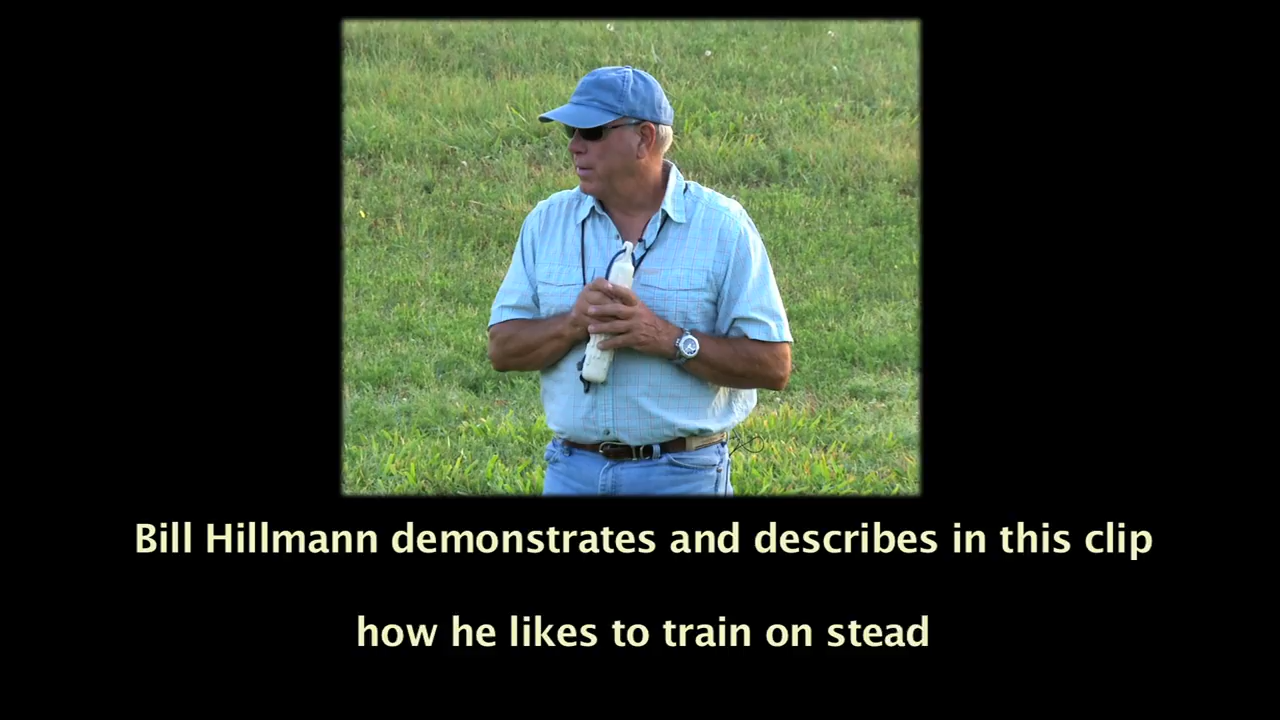 Bill Hillmann demonstrates and describes in this clip
how he likes to train on stead